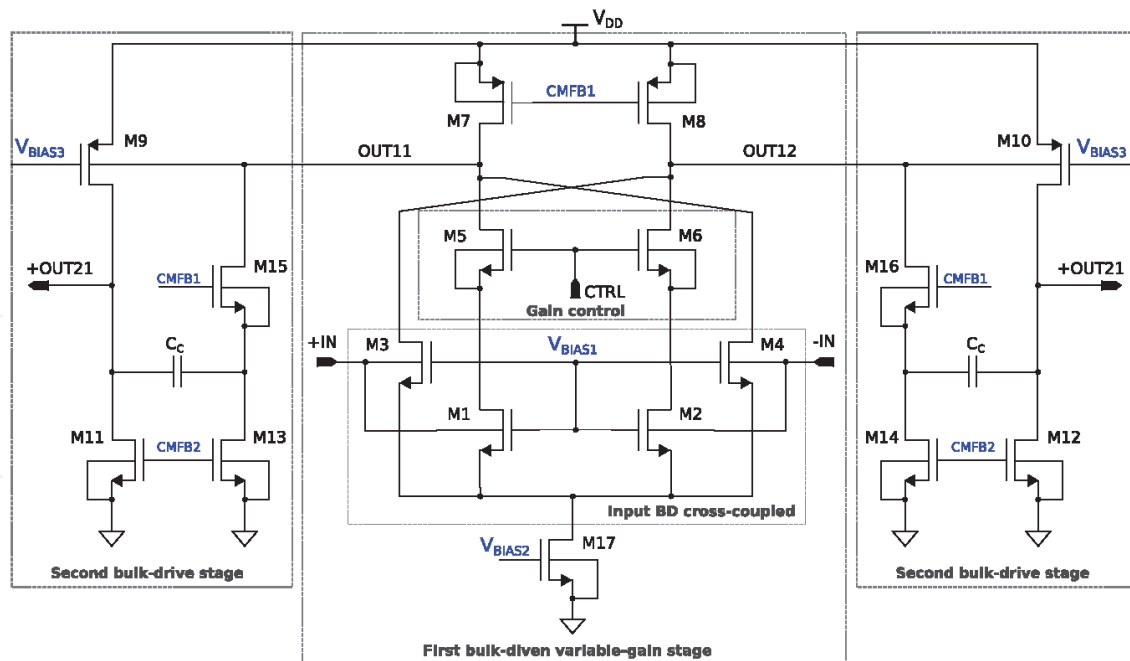 V_DD
CMFB1
M7
M8
M9
M10
V_BIAS3
V_BIAS3
OUT11
OUT12
M5
M6
+OUT21
M15
CMFB1
CTRL
M16
CMFB1
+OUT21
Gain control
+IN
M3
V_BIAS1
M4
-IN
C_C
C_C
M1
M2
M11
CMFB2
M13
M14
CMFB2
M12
Input BD cross-coupled
V_BIAS2
M17
Second bulk-drive stage
Second bulk-drive stage
First bulk-diven variable-gain stage